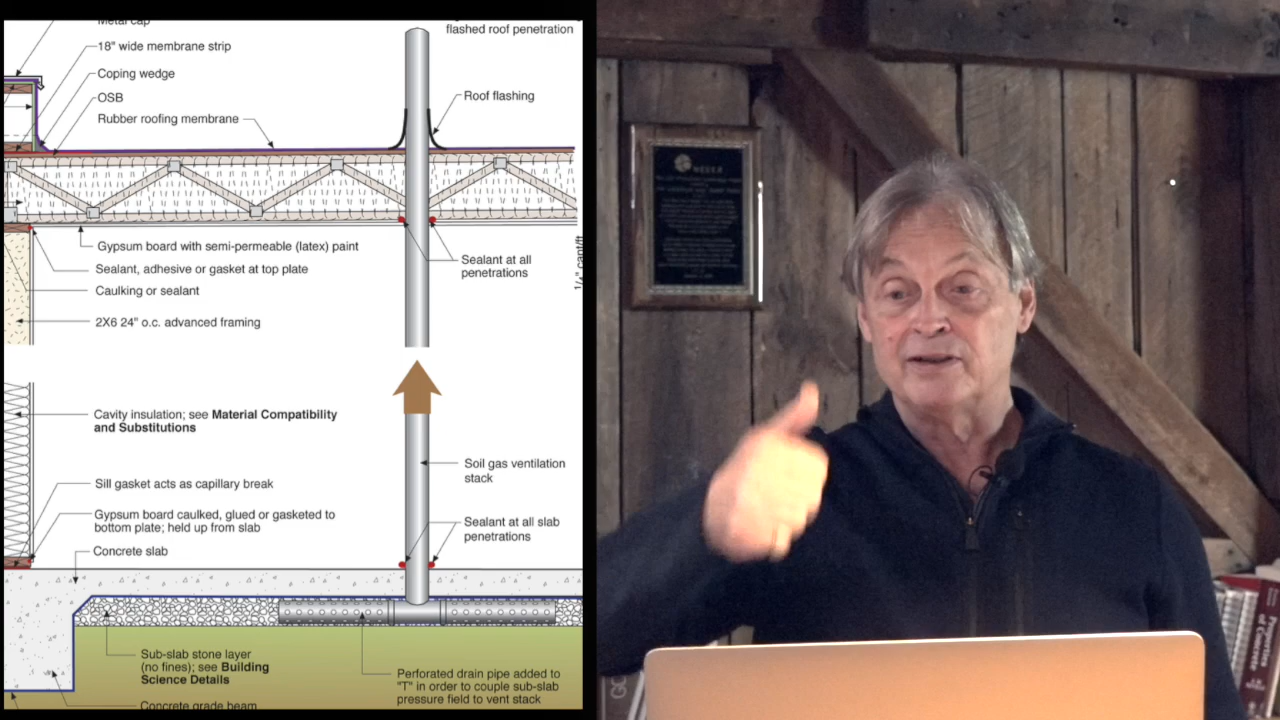 Metal cap
flashed roof penetration
18" wide membrane strip
Coping wedge
OSB
Rubber roofing membrane
Roof flashing
Gypsum board with semi-permeable (latex) paint
Sealant, adhesive or gasket at top plate
Caulking or sealant
Sealant at all
penetrations
2X6 24" o.c. advanced framing
Cavity insulation; see Material Compatibility
and Substitutions
Soil gas ventilation
stack
Sill gasket acts as capillary break
Gypsum board caulked, glued or gasketed to
bottom plate; held up from slab
Sealant at all slab
penetrations
Concrete slab
Sub-slab stone layer
(no fines); see Building
Science Details
Perforated drain pipe added to
"T" in order to couple sub-slab
pressure field to vent stack
Concrete grade beam
Properties
of Concrete